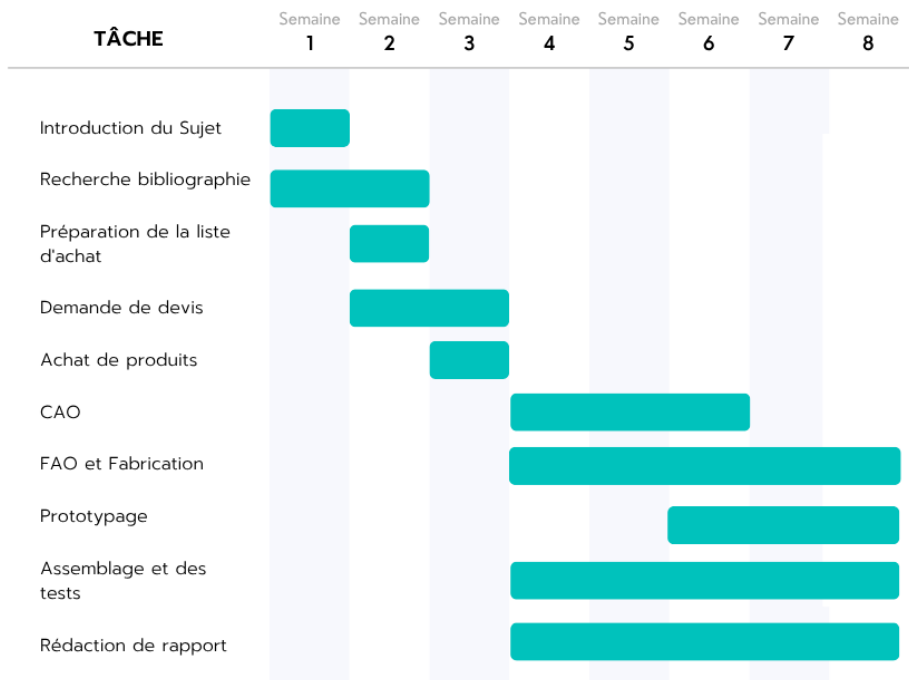 TÂCHE
Semaine Semaine Semaine Semaine Semaine Semaine Semaine Semaine
1 2 3 4 5 6 7 8
Introduction du Sujet
Recherche bibliographie
Préparation de la liste
d'achat
Demande de devis
Achat de produits
CAO
FAO et Fabrication
Prototypage
Assemblage et des
tests
Rédaction de rapport